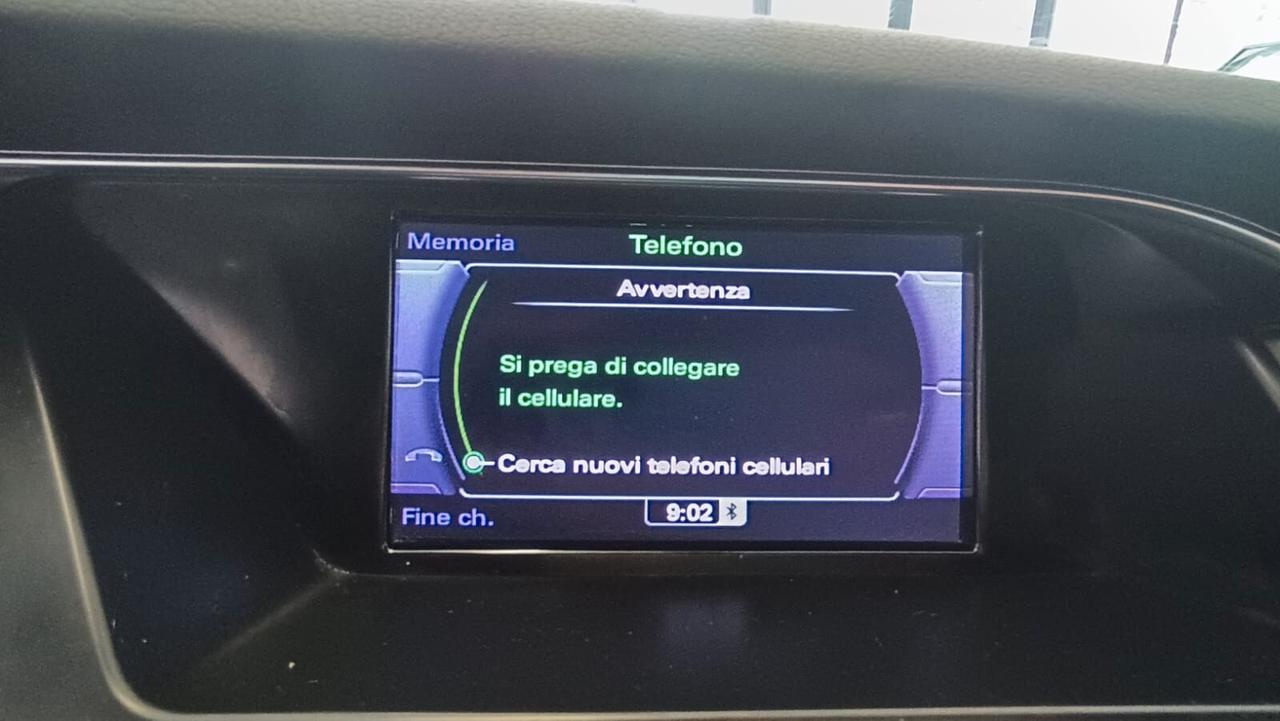 Memoria
Telefono
Avvertenza
Si prega di collegare
il cellulare.
Cerca nuovi telefoni cellulari
Fine ch.
9:02